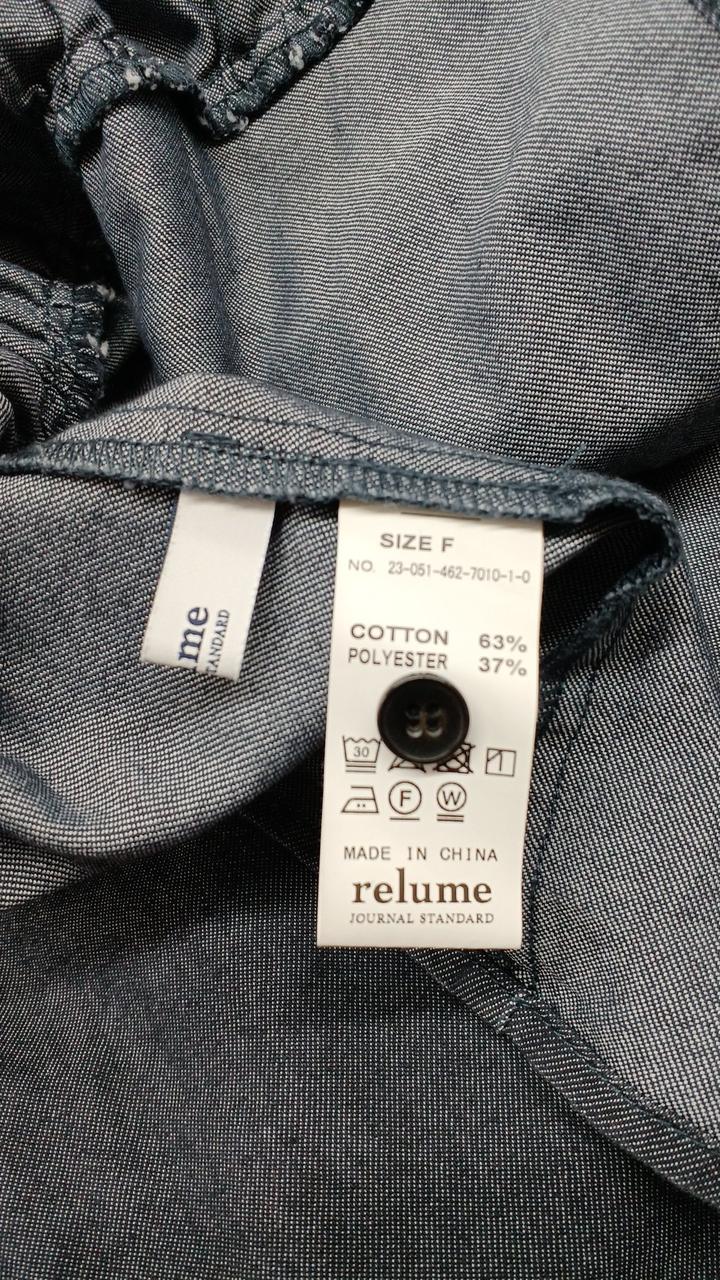 SIZE F
NO. 23-051-462-7010-1-0
COTTON 63%
POLYESTER 37%
30
F W
MADE IN CHINA
relume
JOURNAL STANDARD
me
TANDARD